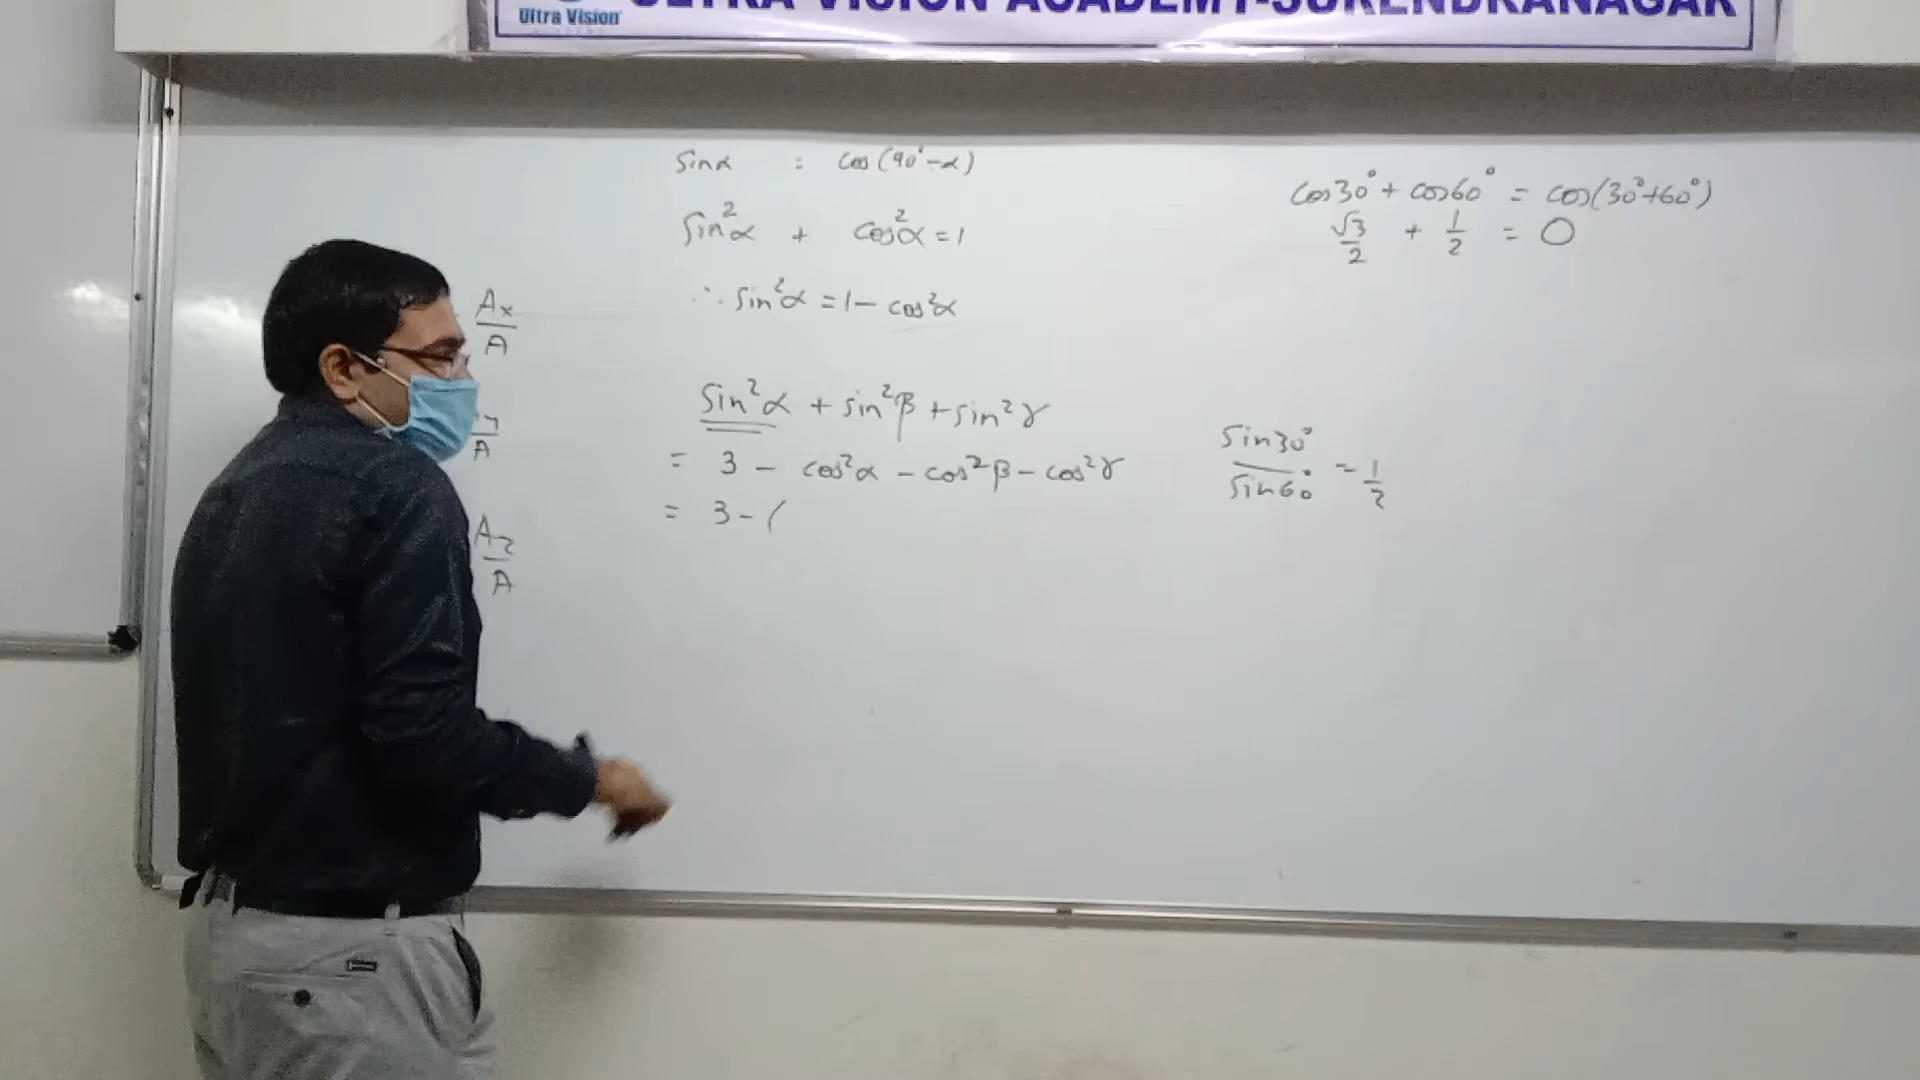 ULTRA VISION ACADEMY-SURENDRANAGAR
Ultra Vision
sinα : cos(90°-α)
sin²α + cos²α = 1
∴ sin²α = 1 - cos²α
sin²α + sin²β + sin²γ
= 3 - cos²α - cos²β - cos²γ
= 3 - (
Ax
A
y
A
Az
A
cos30° + cos60° = cos(30°+60°)
√3/2 + 1/2 = 0
sin30°/sin60° = 1/2